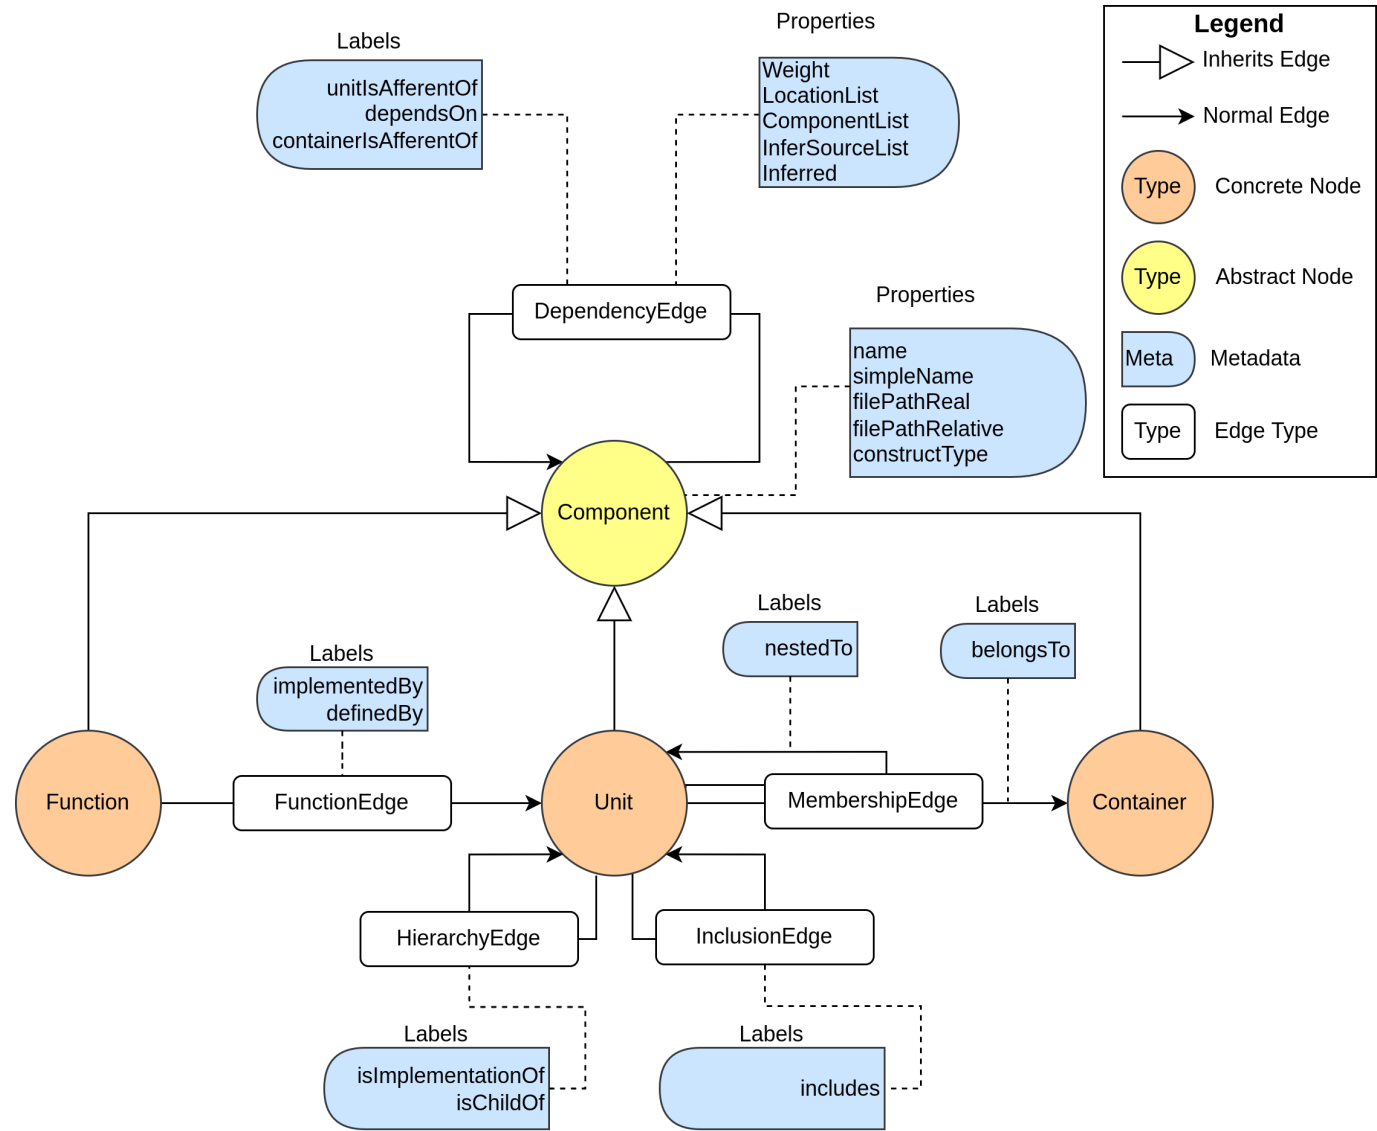 Labels
unitIsAfferentOf
dependsOn
containerIsAfferentOf
Properties
Weight
LocationList
ComponentList
InferSourceList
Inferred
Legend
Inherits Edge
Normal Edge
Type
Concrete Node
Type
Abstract Node
Meta
Metadata
Type
Edge Type
DependencyEdge
Properties
name
simpleName
filePathReal
filePathRelative
constructType
Component
Labels
implementedBy
definedBy
Labels
nestedTo
Labels
belongsTo
Function
FunctionEdge
Unit
MembershipEdge
Container
HierarchyEdge
InclusionEdge
Labels
isImplementationOf
isChildOf
Labels
includes